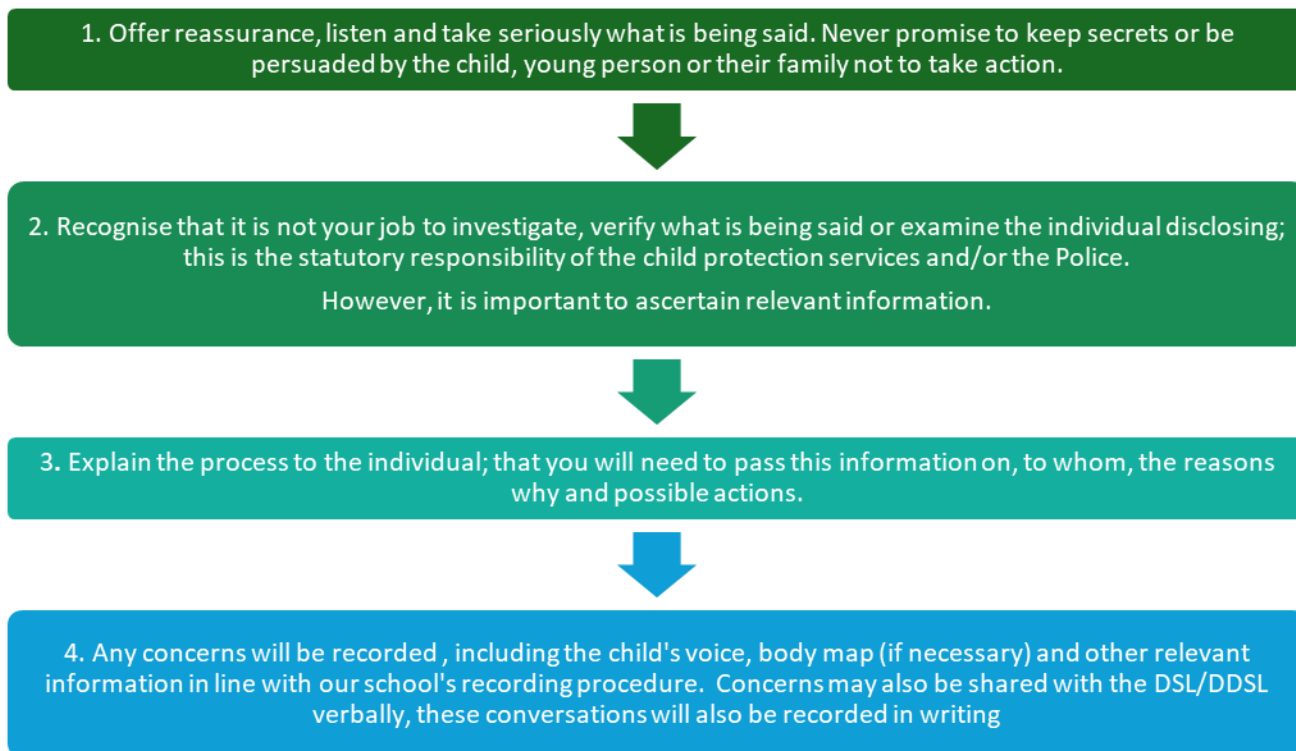 1. Offer reassurance, listen and take seriously what is being said. Never promise to keep secrets or be
persuaded by the child, young person or their family not to take action.
2. Recognise that it is not your job to investigate, verify what is being said or examine the individual disclosing;
this is the statutory responsibility of the child protection services and/or the Police.
However, it is important to ascertain relevant information.
3. Explain the process to the individual; that you will need to pass this information on, to whom, the reasons
why and possible actions.
4. Any concerns will be recorded , including the child's voice, body map (if necessary) and other relevant
information in line with our school's recording procedure.  Concerns may also be shared with the DSL/DDSL
verbally, these conversations will also be recorded in writing